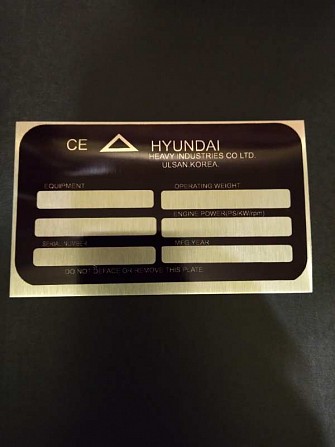 CE HYUNDAI
HEAVY INDUSTRIES CO LTD.
ULSAN.KOREA.
EQUIPMENT OPERATING WEIGHT
ENGINE POWER(PS/KW/rpm)
SERIAL NUMBER MFG YEAR
DO NOT DEFACE OR REMOVE THIS PLATE